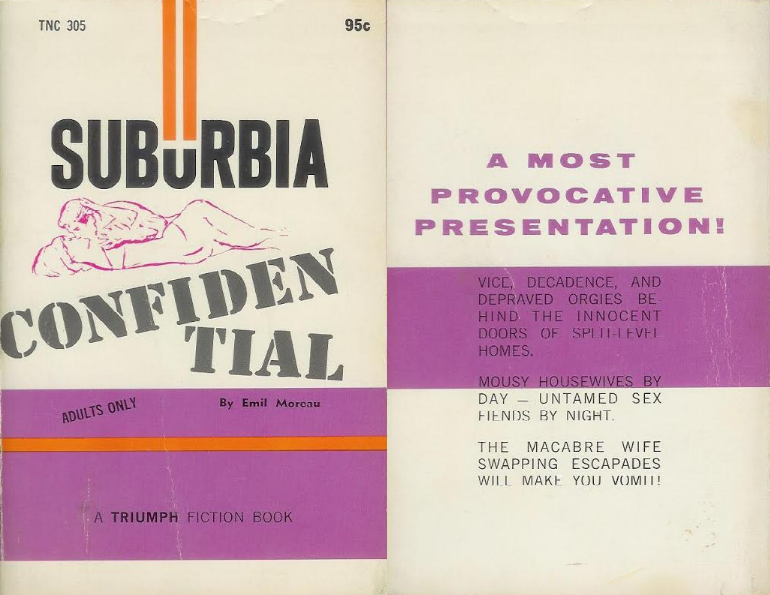 TNC 305
95c
SUBURBIA
CONFIDEN
TIAL
ADULTS ONLY
By Emil Moreau
A TRIUMPH FICTION BOOK
A MOST
PROVOCATIVE
PRESENTATION!
VICE, DECADENCE, AND
DEPRAVED ORGIES BE-
HIND THE INNOCENT
DOORS OF SPLIT-LEVEL
HOMES.
MOUSY HOUSEWIVES BY
DAY — UNTAMED SEX
FIENDS BY NIGHT.
THE MACABRE WIFE
SWAPPING ESCAPADES
WILL MAKE YOU VOMIT!